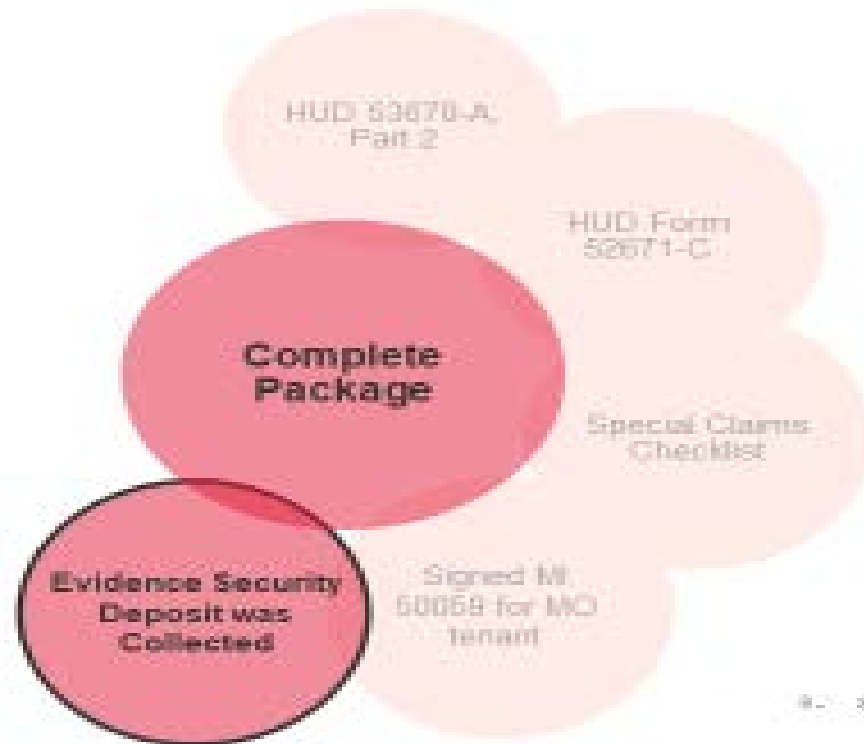 HUD 53670-A,
Part 2
HUD Form
52671-C
Complete
Package
Special Claims
Checklist
Evidence Security
Deposit was
Collected
Signed MI
50059 for MO
tenant